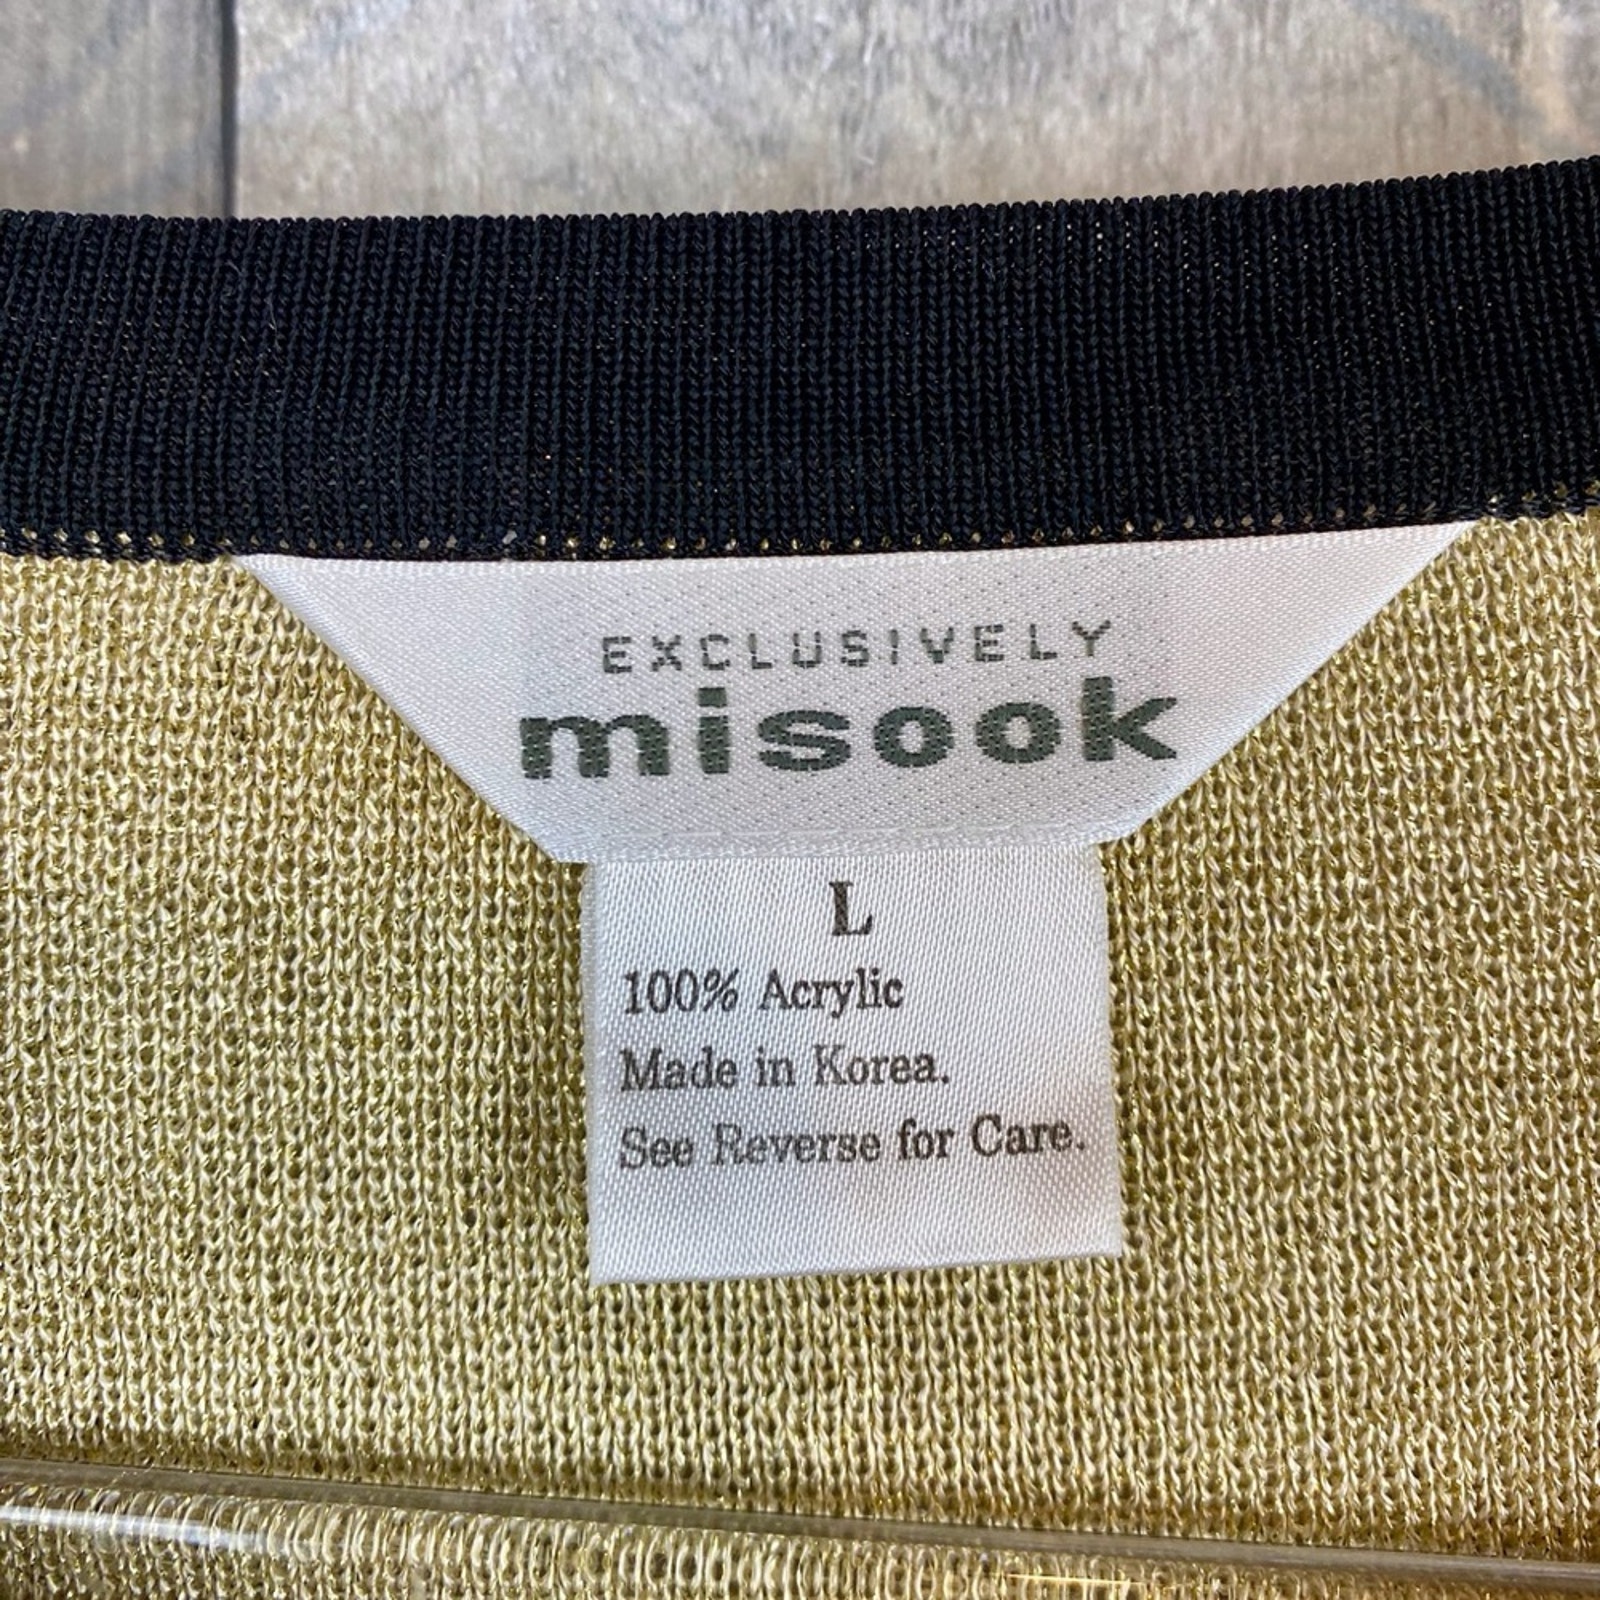 EXCLUSIVELY
misook
L
100% Acrylic
Made in Korea.
See Reverse for Care.